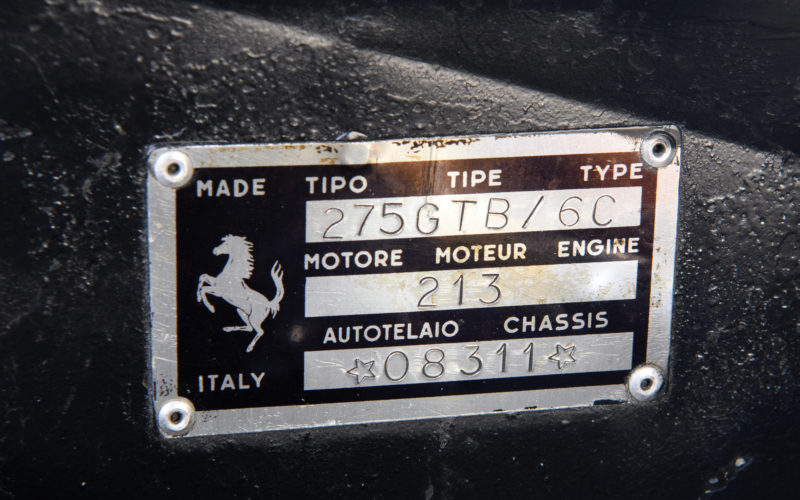 MADE TIPO TIPE TYPE
275GTB/6C
MOTORE MOTEUR ENGINE
213
AUTOTELAIO CHASSIS
☆08311☆
ITALY